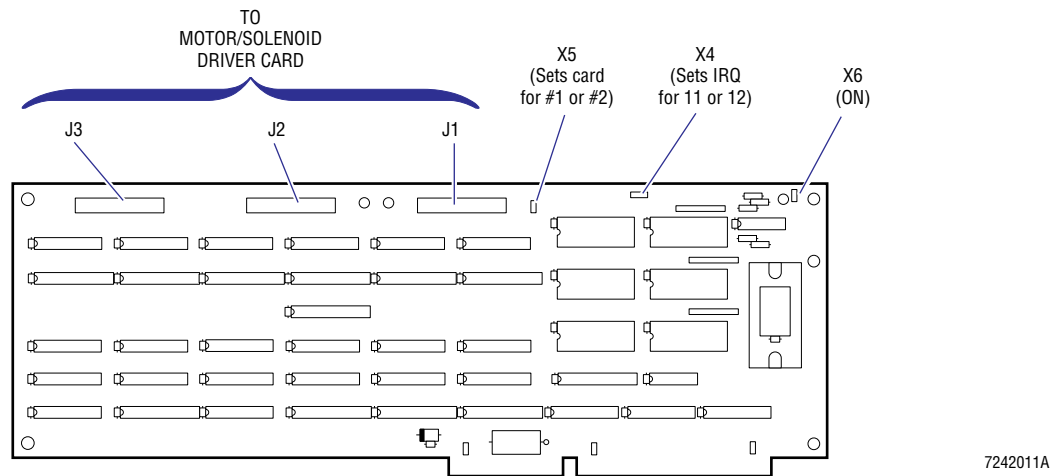 TO
MOTOR/SOLENOID
DRIVER CARD
X5
(Sets card
for #1 or #2)
X4
(Sets IRQ
for 11 or 12)
X6
(ON)
J3
J2
J1
7242011A